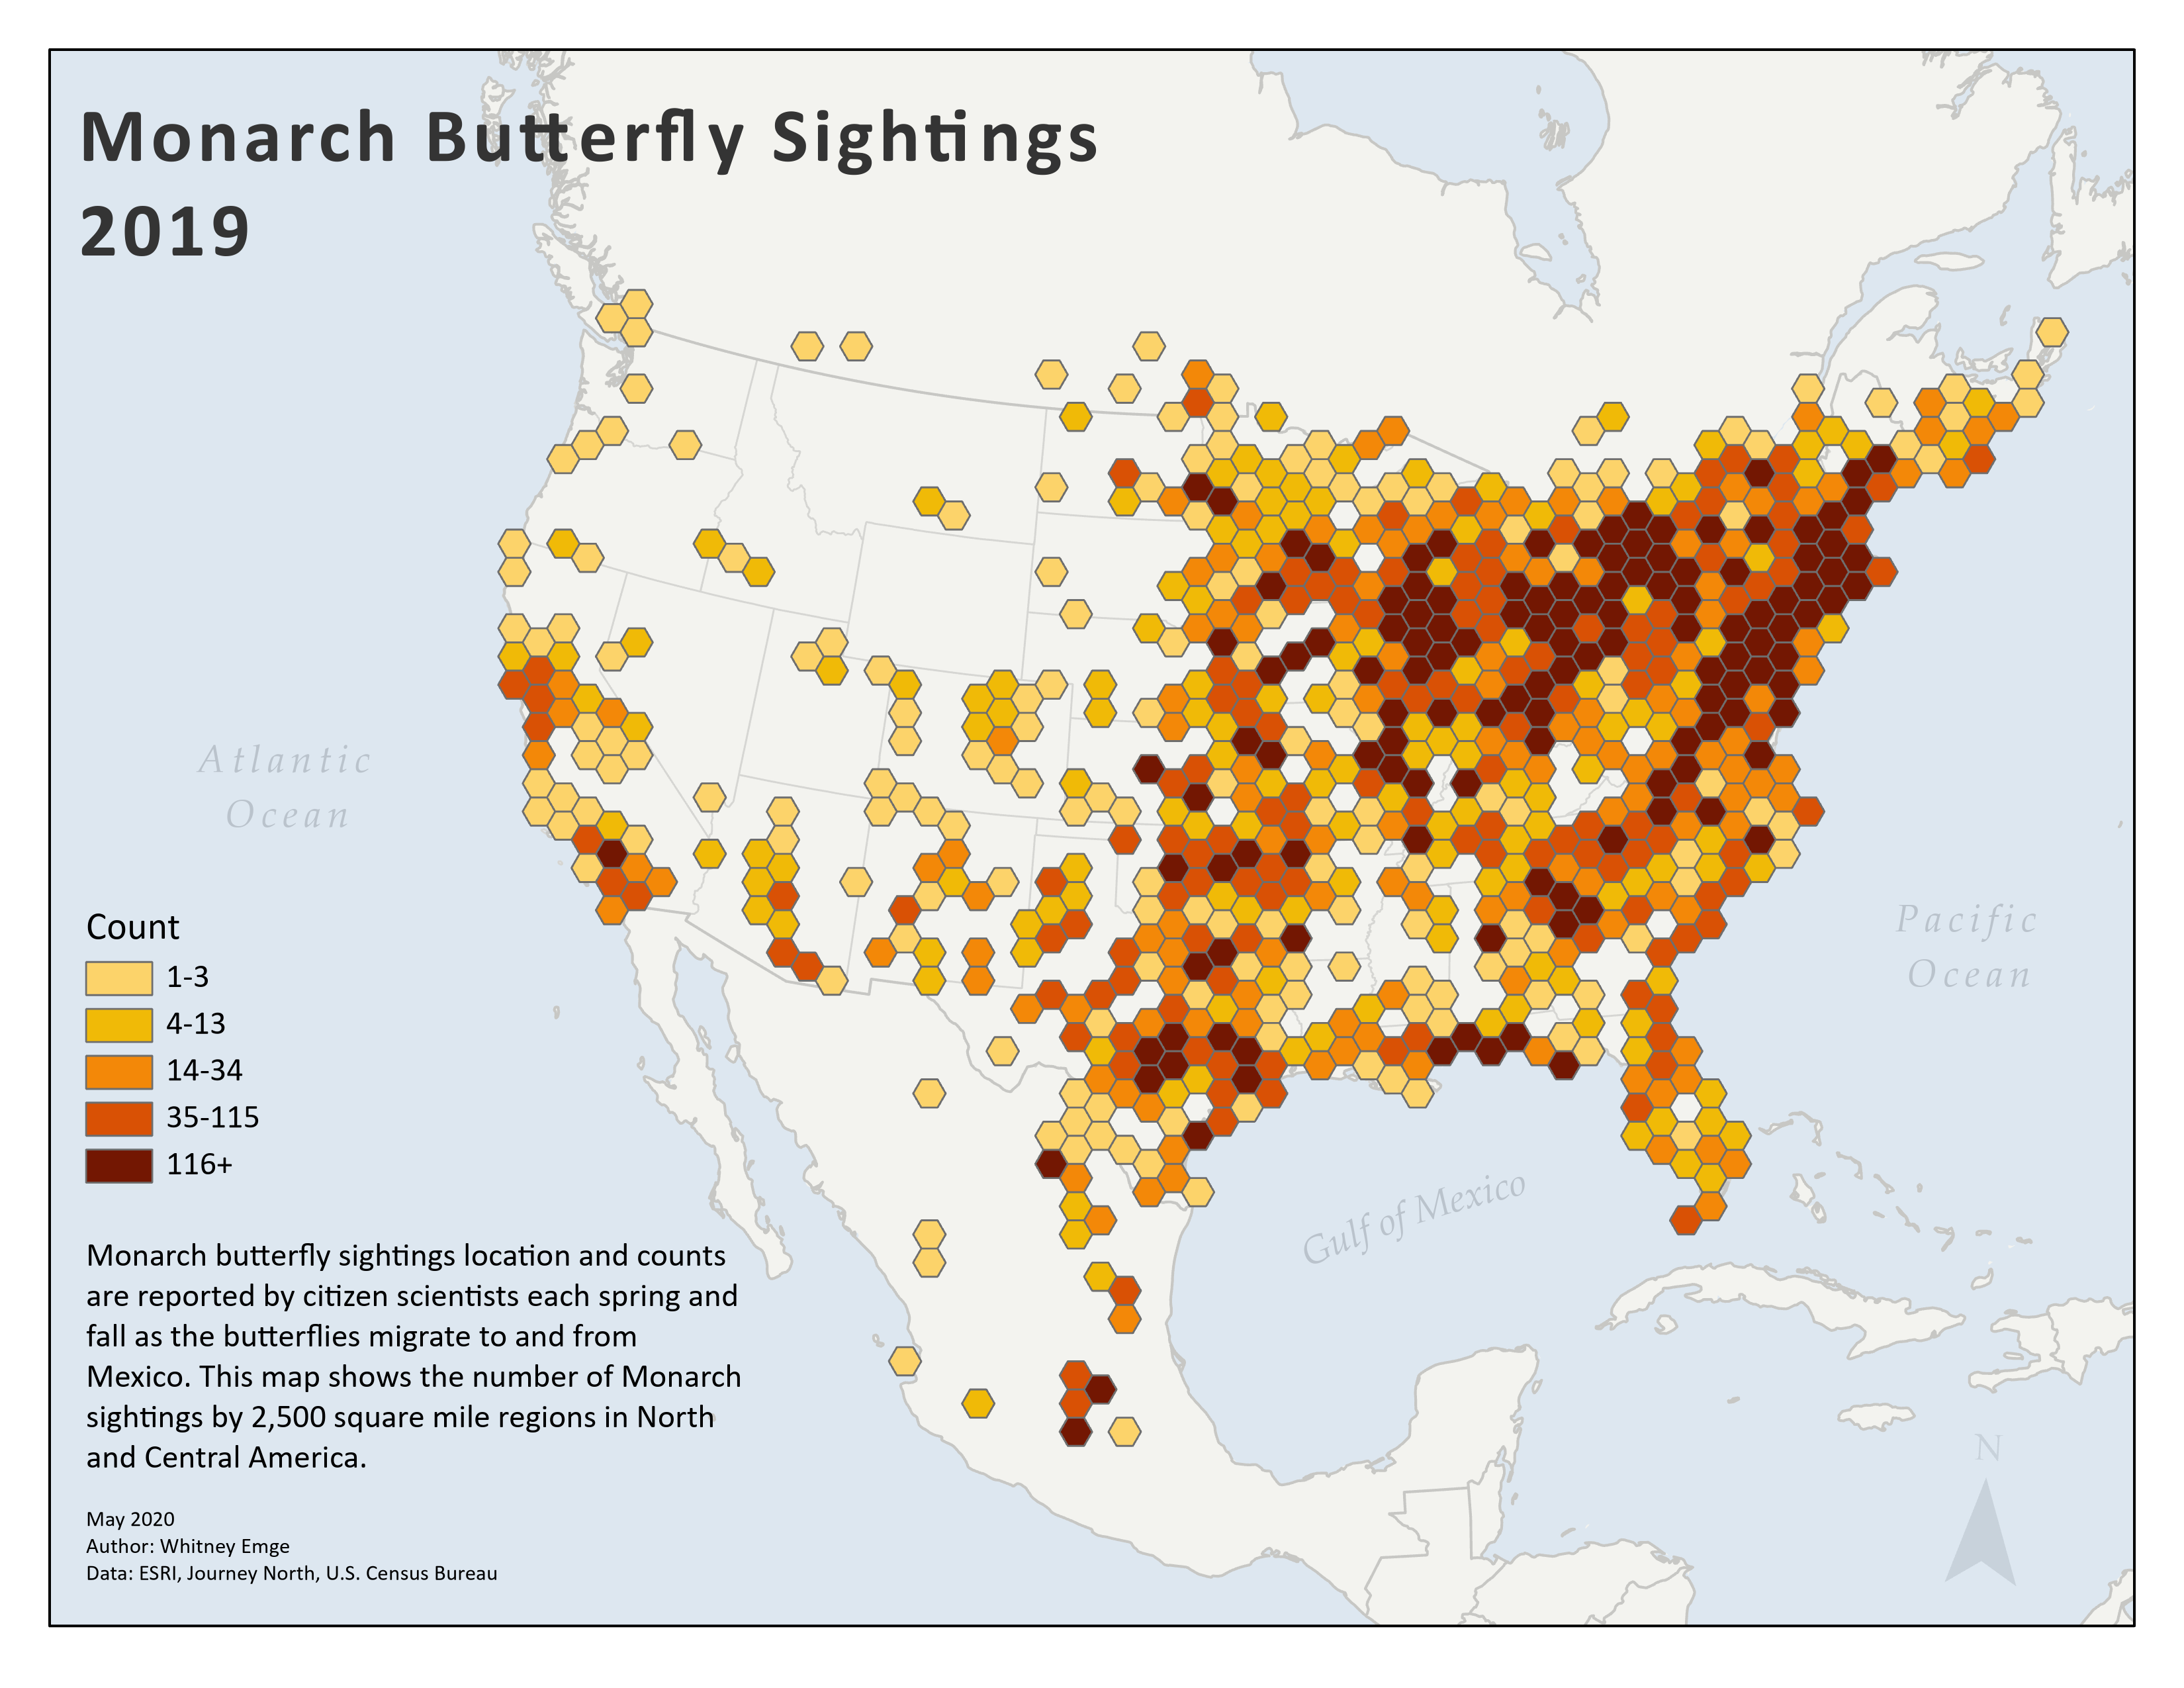 Monarch Butterfly Sightings
2019
Atlantic
Ocean
Pacific
Ocean
Gulf of Mexico
Count
1-3
4-13
14-34
35-115
116+
Monarch butterfly sightings location and counts
are reported by citizen scientists each spring and
fall as the butterflies migrate to and from
Mexico. This map shows the number of Monarch
sightings by 2,500 square mile regions in North
and Central America.
May 2020
Author: Whitney Emge
Data: ESRI, Journey North, U.S. Census Bureau
N